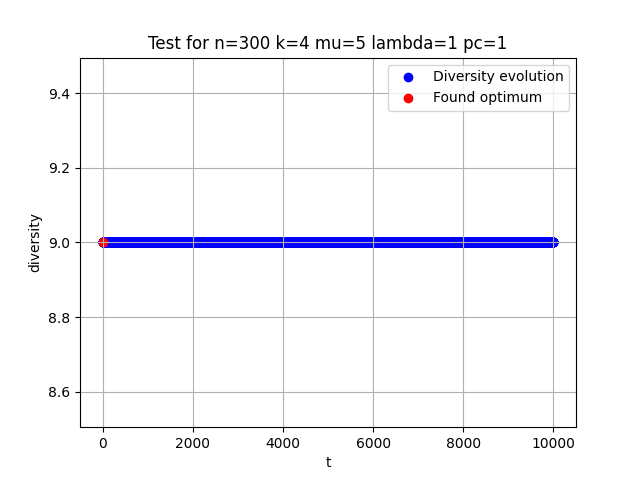 Test for n=300 k=4 mu=5 lambda=1 pc=1
Diversity evolution
Found optimum
diversity
9.4
9.2
9.0
8.8
8.6
0 2000 4000 6000 8000 10000
t